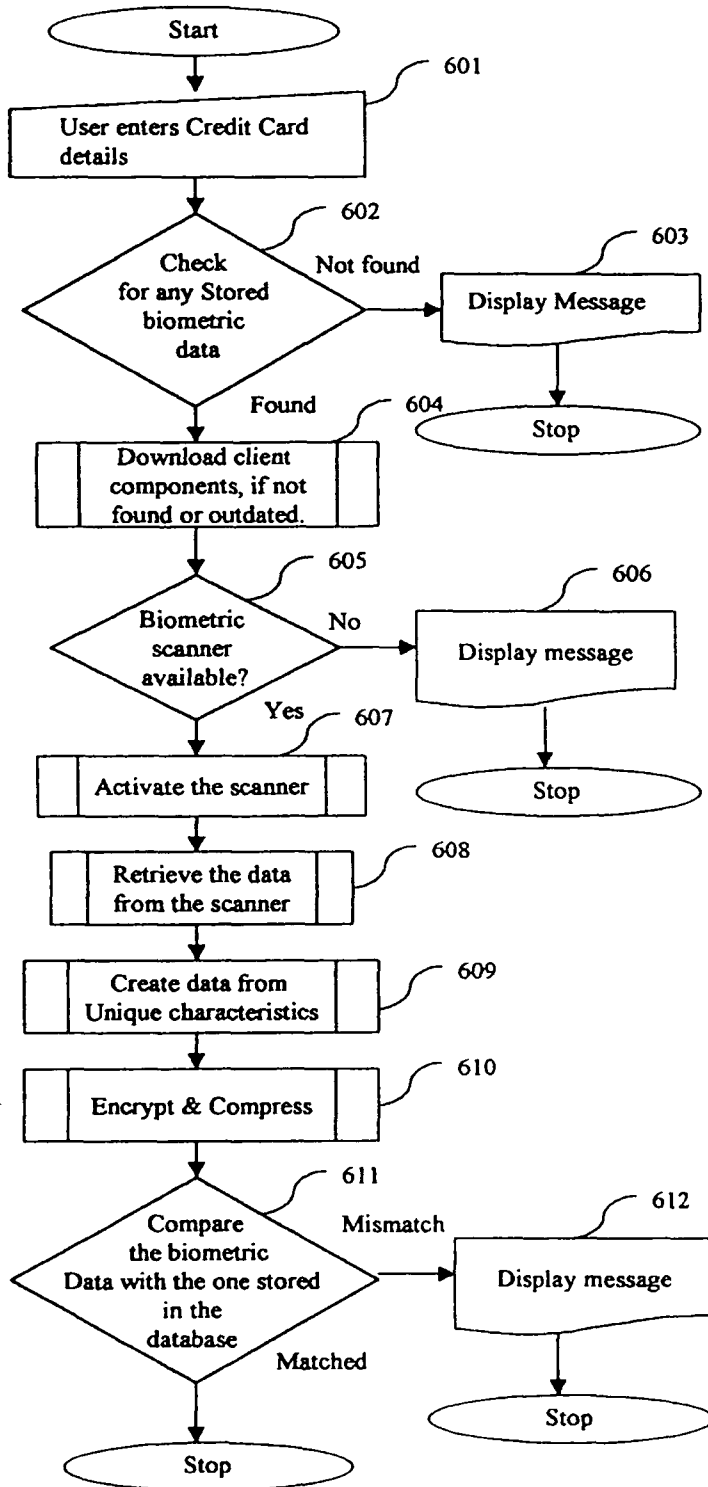 Start
601
User enters Credit Card
details
602
603
Check
for any Stored
biometric
data
Not found
Display Message
Found
604
Stop
Download client
components, if not
found or outdated.
605
606
Biometric
scanner
available?
No
Display message
Yes
607
Activate the scanner
Stop
608
Retrieve the data
from the scanner
609
Create data from
Unique characteristics
610
Encrypt & Compress
611
612
Compare
the biometric
Data with the one stored
in the
database
Mismatch
Display message
Matched
Stop
Stop